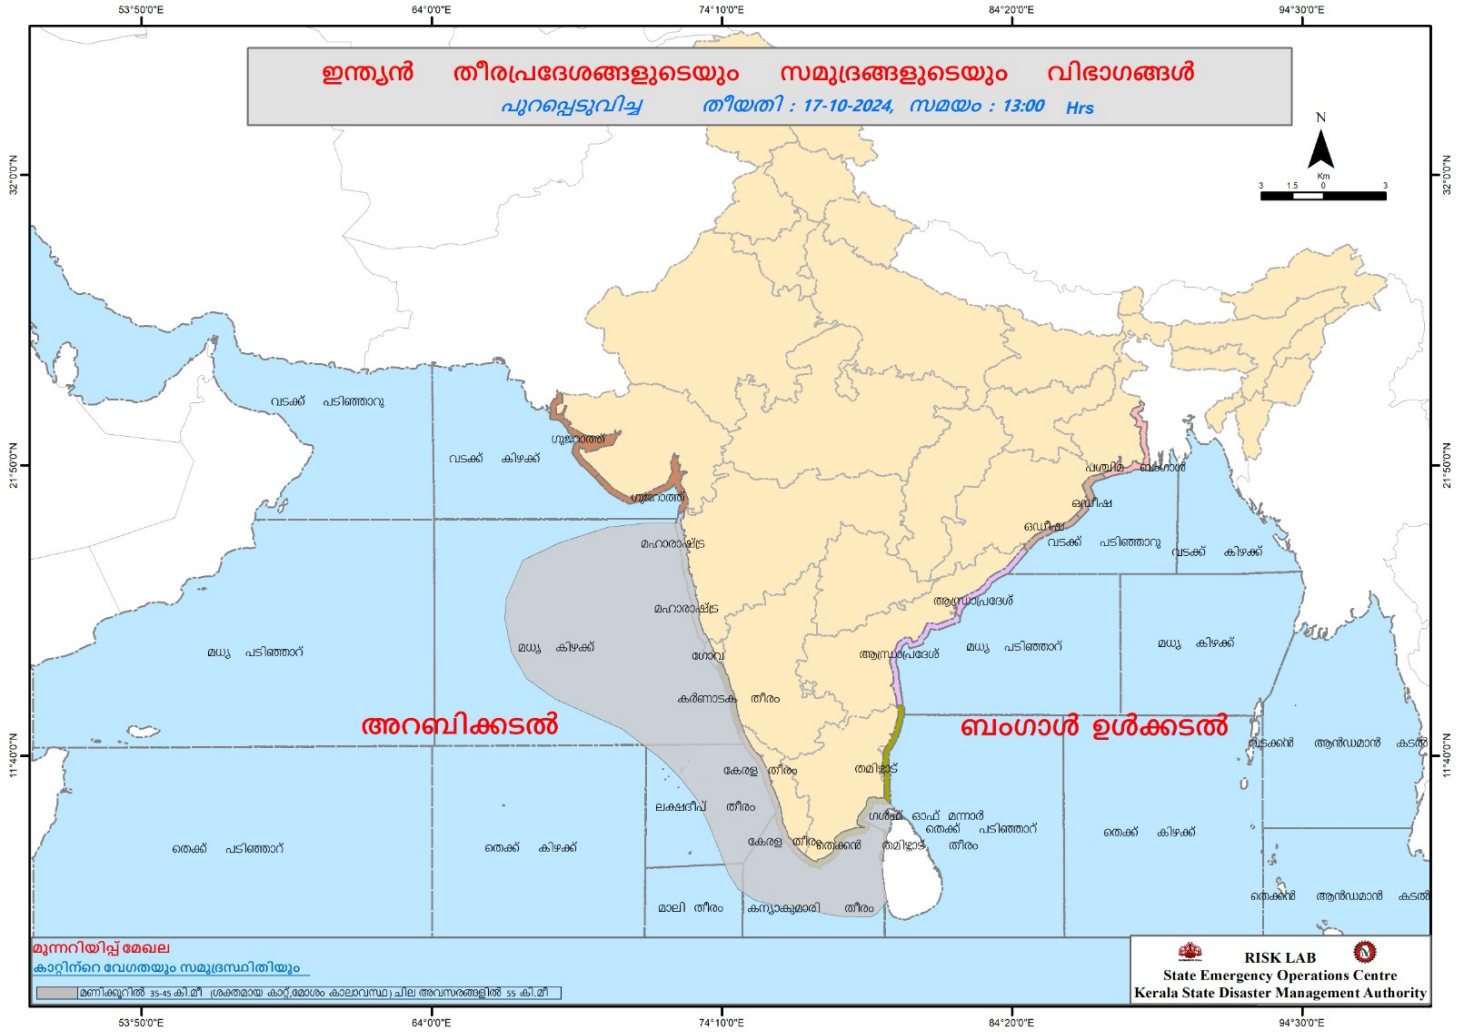 53°50'0"E 64°0'0"E 74°10'0"E 84°20'0"E 94°30'0"E
ഇന്ത്യൻ തീരപ്രദേശങ്ങളുടെയും സമുദ്രങ്ങളുടെയും വിഭാഗങ്ങൾ
പുറപ്പെടുവിച്ച തീയതി : 17-10-2024, സമയം : 13:00 Hrs
N
Km
3 1.5 0 3
32°0'0"N 32°0'0"N
വടക്ക് പടിഞ്ഞാറു
ഗുജറാത്ത്
വടക്ക് കിഴക്ക്
21°50'0"N 21°50'0"N
പശ്ചിമ ബംഗാൾ
ഗുജറാത്ത്
ഒഡീഷ
ഒഡീഷ
മഹാരാഷ്ട്ര
വടക്ക് പടിഞ്ഞാറു
വടക്ക് കിഴക്ക്
ആന്ധ്രാപ്രദേശ്
മഹാരാഷ്ട്ര
മധ്യ പടിഞ്ഞാറ്
മധ്യ കിഴക്ക്
ഗോവ
ആന്ധ്രാപ്രദേശ്
മധ്യ പടിഞ്ഞാറ്
മധ്യ കിഴക്ക്
കർണാടക തീരം
അറബിക്കടൽ
ബംഗാൾ ഉൾക്കടൽ
വടക്കൻ ആൻഡമാൻ കടൽ
11°40'0"N 11°40'0"N
കേരള തീരം
തമിഴ്നാട്
ലക്ഷദീപ് തീരം
ഗൾഫ് ഓഫ് മന്നാർ
തെക്ക് പടിഞ്ഞാറ്
തെക്ക് കിഴക്ക്
തെക്ക് പടിഞ്ഞാറ്
തെക്ക് കിഴക്ക്
കേരള തീരം
തെക്കൻ തമിഴ്നാട് തീരം
മാലി തീരം
കന്യാകുമാരി തീരം
തെക്കൻ ആൻഡമാൻ കടൽ
മുന്നറിയിപ്പ് മേഖല
കാറ്റിന്റെ വേഗതയും സമുദ്രസ്ഥിതിയും
മണിക്കൂറിൽ 35-45 കി.മീ (ശക്തമായ കാറ്റ്,മോശം കാലാവസ്ഥ) ചില അവസരങ്ങളിൽ 55 കി.മീ
RISK LAB
State Emergency Operations Centre
Kerala State Disaster Management Authority
53°50'0"E 64°0'0"E 74°10'0"E 84°20'0"E 94°30'0"E